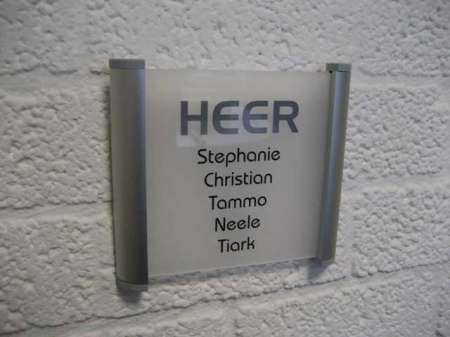 HEER
Stephanie
Christian
Tammo
Neele
Tiark